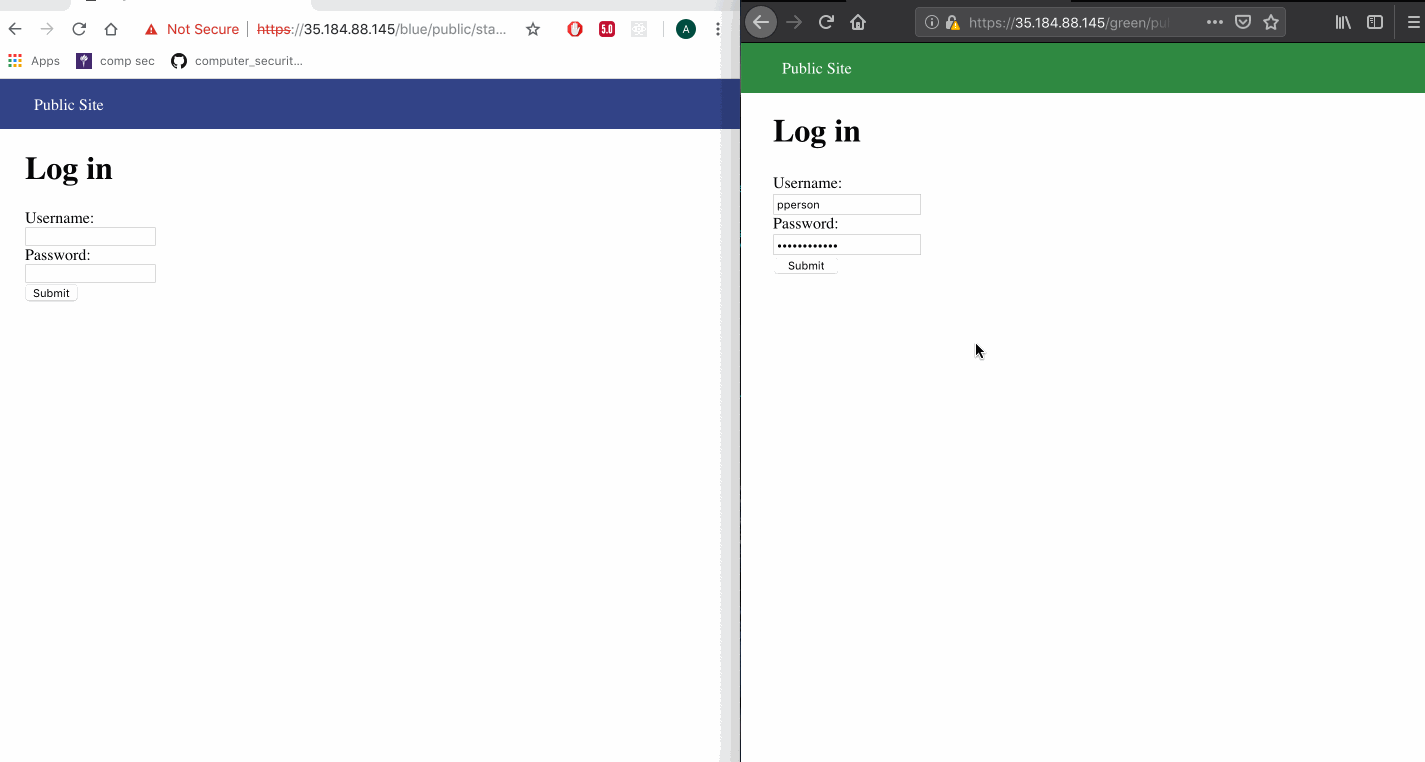 Not Secure https://35.184.88.145/blue/public/sta... 5.0 A
Apps comp sec computer_securit...
Public Site
Log in
Username:
Password:
Submit
https://35.184.88.145/green/pu
Public Site
Log in
Username:
pperson
Password:
••••••••••••
Submit